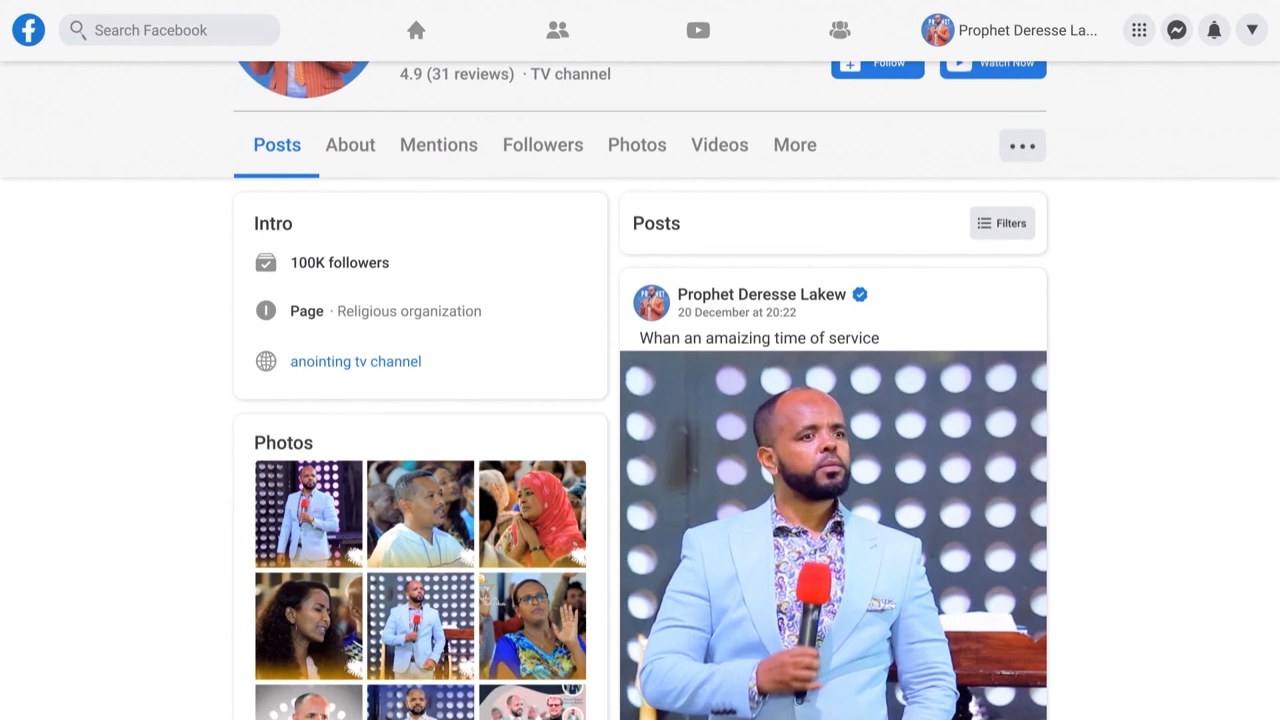 Search Facebook
Prophet Deresse La...
4.9 (31 reviews) · TV channel
Follow
Watch Now
Posts
About
Mentions
Followers
Photos
Videos
More
Intro
100K followers
Page · Religious organization
anointing tv channel
Photos
Posts
Filters
Prophet Deresse Lakew
20 December at 20:22
Whan an amaizing time of service